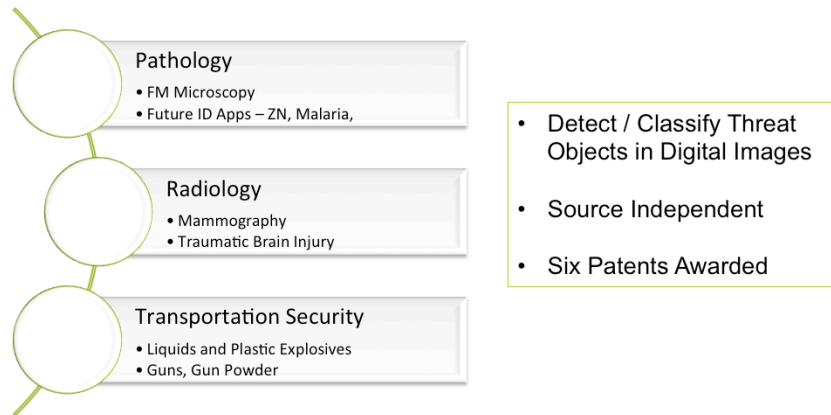 Pathology
• FM Microscopy
• Future ID Apps – ZN, Malaria,
Radiology
• Mammography
• Traumatic Brain Injury
Transportation Security
• Liquids and Plastic Explosives
• Guns, Gun Powder
• Detect / Classify Threat
Objects in Digital Images
• Source Independent
• Six Patents Awarded